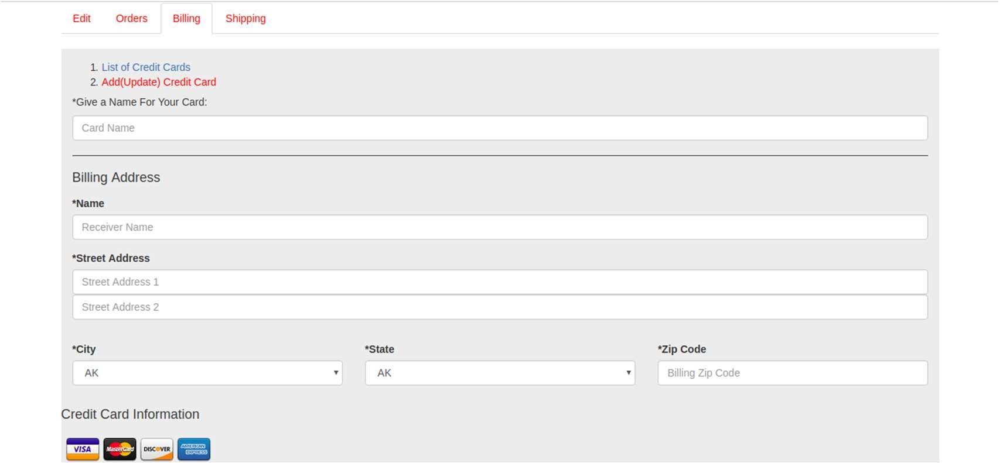 Edit Orders Billing Shipping
1. List of Credit Cards
2. Add(Update) Credit Card
*Give a Name For Your Card:
Card Name
Billing Address
*Name
Receiver Name
*Street Address
Street Address 1
Street Address 2
*City *State *Zip Code
AK AK Billing Zip Code
Credit Card Information
VISA MasterCard DISCOVER AMERICAN EXPRESS